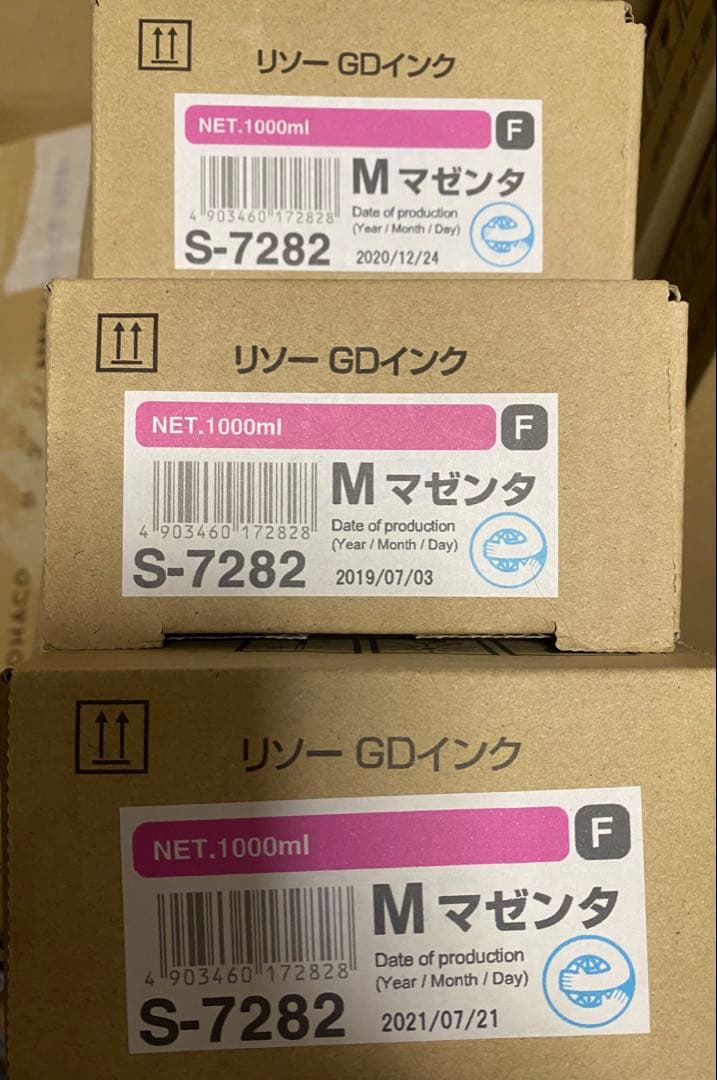 リソー GDインク
NET.1000ml F
M マゼンタ
4 903460 172828
Date of production
(Year / Month / Day)
S-7282
2020/12/24
リソー GDインク
NET.1000ml F
M マゼンタ
4 903460 172828
Date of production
(Year / Month / Day)
S-7282
2019/07/03
リソー GDインク
NET.1000ml F
M マゼンタ
4 903460 172828
Date of production
(Year / Month / Day)
S-7282
2021/07/21